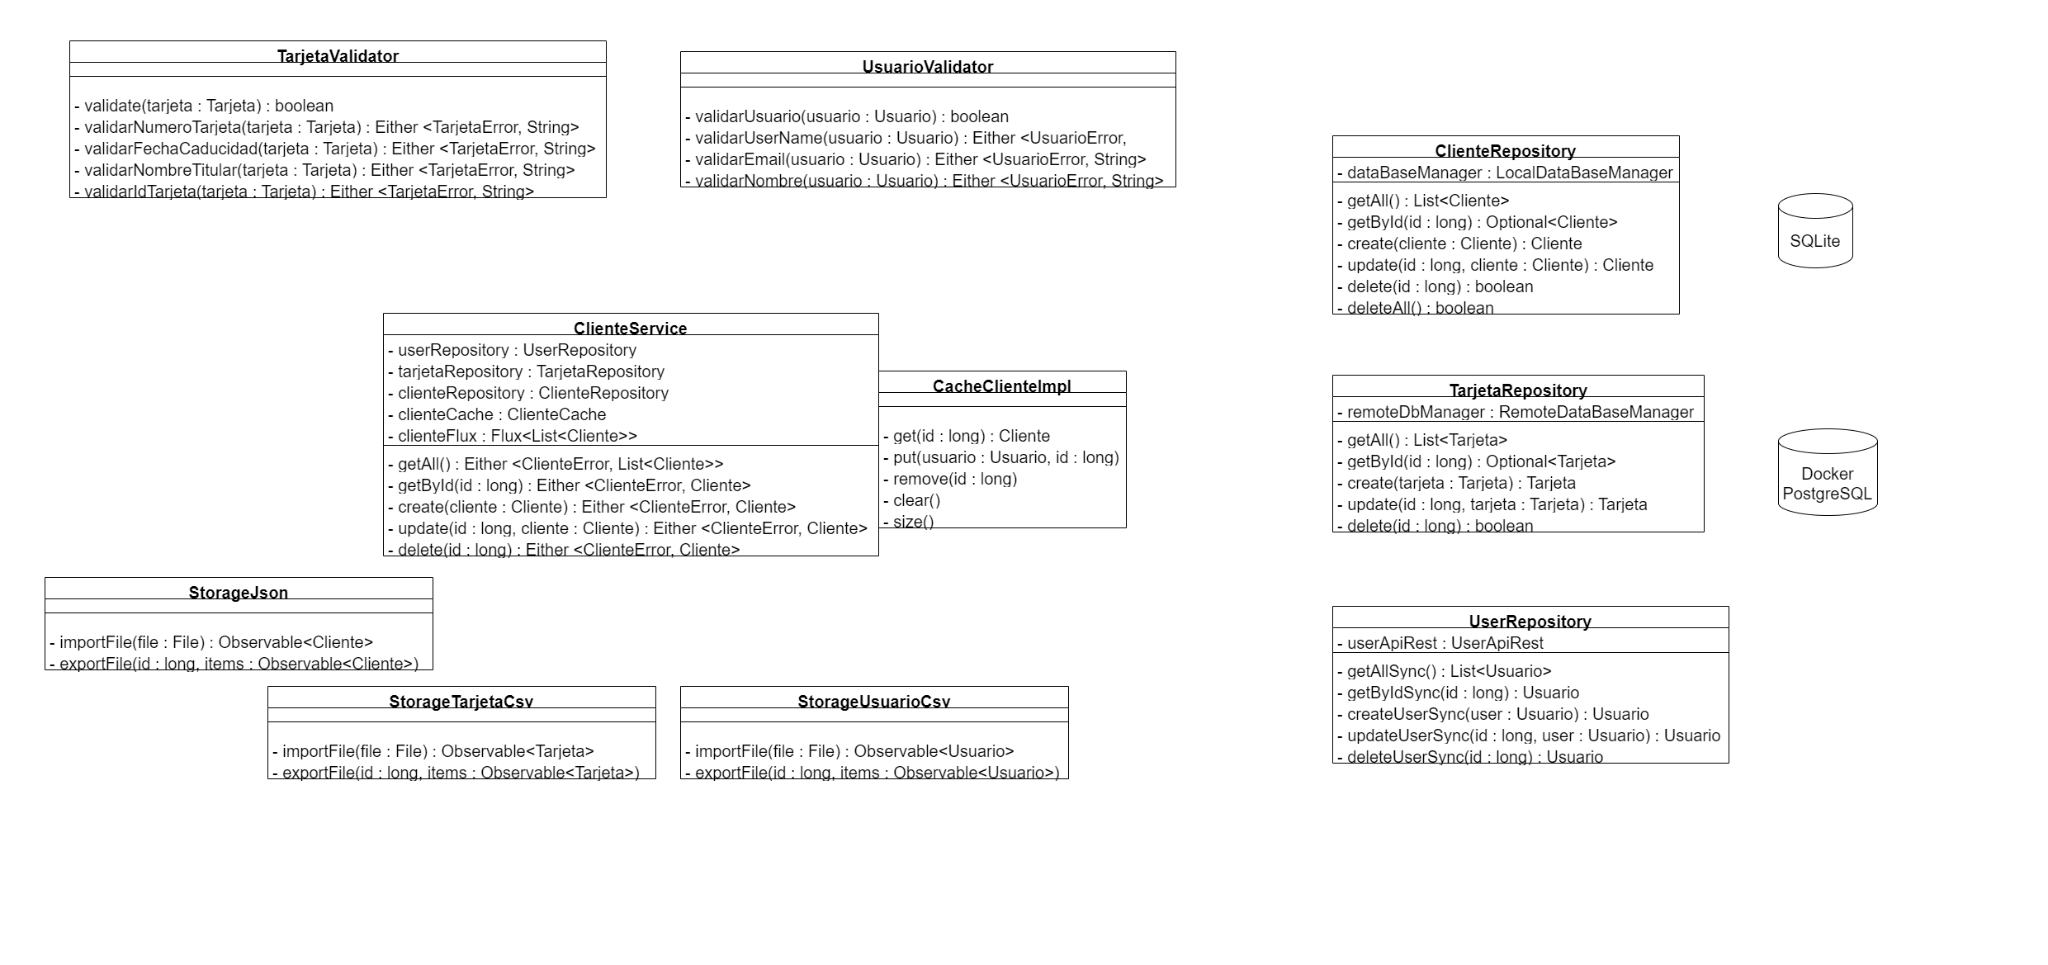 TarjetaValidator
- validate(tarjeta : Tarjeta) : boolean
- validarNumeroTarjeta(tarjeta : Tarjeta) : Either <TarjetaError, String>
- validarFechaCaducidad(tarjeta : Tarjeta) : Either <TarjetaError, String>
- validarNombreTitular(tarjeta : Tarjeta) : Either <TarjetaError, String>
- validarIdTarjeta(tarjeta : Tarjeta) : Either <TarjetaError, String>
UsuarioValidator
- validarUsuario(usuario : Usuario) : boolean
- validarUserName(usuario : Usuario) : Either <UsuarioError,
- validarEmail(usuario : Usuario) : Either <UsuarioError, String>
- validarNombre(usuario : Usuario) : Either <UsuarioError, String>
ClienteRepository
- dataBaseManager : LocalDataBaseManager
- getAll() : List<Cliente>
- getById(id : long) : Optional<Cliente>
- create(cliente : Cliente) : Cliente
- update(id : long, cliente : Cliente) : Cliente
- delete(id : long) : boolean
- deleteAll() : boolean
SQLite
ClienteService
- userRepository : UserRepository
- tarjetaRepository : TarjetaRepository
- clienteRepository : ClienteRepository
- clienteCache : ClienteCache
- clienteFlux : Flux<List<Cliente>>
- getAll() : Either <ClienteError, List<Cliente>>
- getById(id : long) : Either <ClienteError, Cliente>
- create(cliente : Cliente) : Either <ClienteError, Cliente>
- update(id : long, cliente : Cliente) : Either <ClienteError, Cliente>
- delete(id : long) : Either <ClienteError, Cliente>
CacheClienteImpl
- get(id : long) : Cliente
- put(usuario : Usuario, id : long)
- remove(id : long)
- clear()
- size()
TarjetaRepository
- remoteDbManager : RemoteDataBaseManager
- getAll() : List<Tarjeta>
- getById(id : long) : Optional<Tarjeta>
- create(tarjeta : Tarjeta) : Tarjeta
- update(id : long, tarjeta : Tarjeta) : Tarjeta
- delete(id : long) : boolean
Docker
PostgreSQL
StorageJson
- importFile(file : File) : Observable<Cliente>
- exportFile(id : long, items : Observable<Cliente>)
StorageTarjetaCsv
- importFile(file : File) : Observable<Tarjeta>
- exportFile(id : long, items : Observable<Tarjeta>)
StorageUsuarioCsv
- importFile(file : File) : Observable<Usuario>
- exportFile(id : long, items : Observable<Usuario>)
UserRepository
- userApiRest : UserApiRest
- getAllSync() : List<Usuario>
- getByIdSync(id : long) : Usuario
- createUserSync(user : Usuario) : Usuario
- updateUserSync(id : long, user : Usuario) : Usuario
- deleteUserSync(id : long) : Usuario